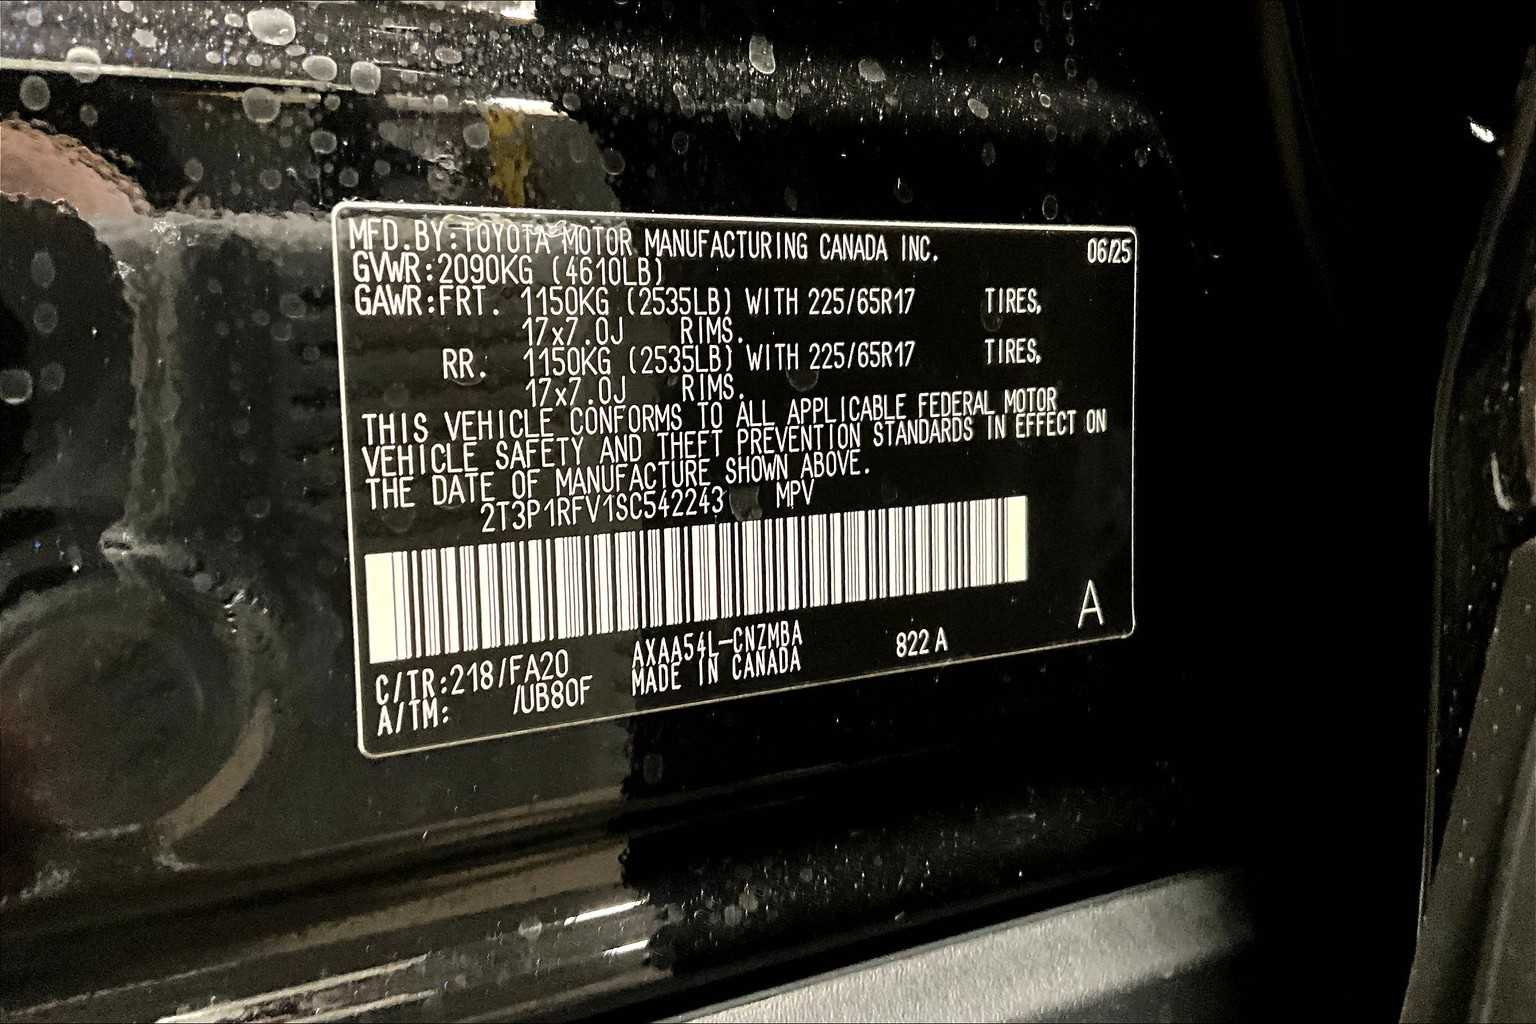 MFD.BY:TOYOTA MOTOR MANUFACTURING CANADA INC. 06/25
GVWR:2090KG (4610LB)
GAWR:FRT. 1150KG (2535LB) WITH 225/65R17 TIRES,
17x7.0J RIMS.
RR. 1150KG (2535LB) WITH 225/65R17 TIRES,
17x7.0J RIMS.
THIS VEHICLE CONFORMS TO ALL APPLICABLE FEDERAL MOTOR
VEHICLE SAFETY AND THEFT PREVENTION STANDARDS IN EFFECT ON
THE DATE OF MANUFACTURE SHOWN ABOVE.
2T3P1RFV1SC542243 MPV
A
C/TR:218/FA20 AXAA54L-CNZMBA 822 A
A/TM: /UB80F MADE IN CANADA